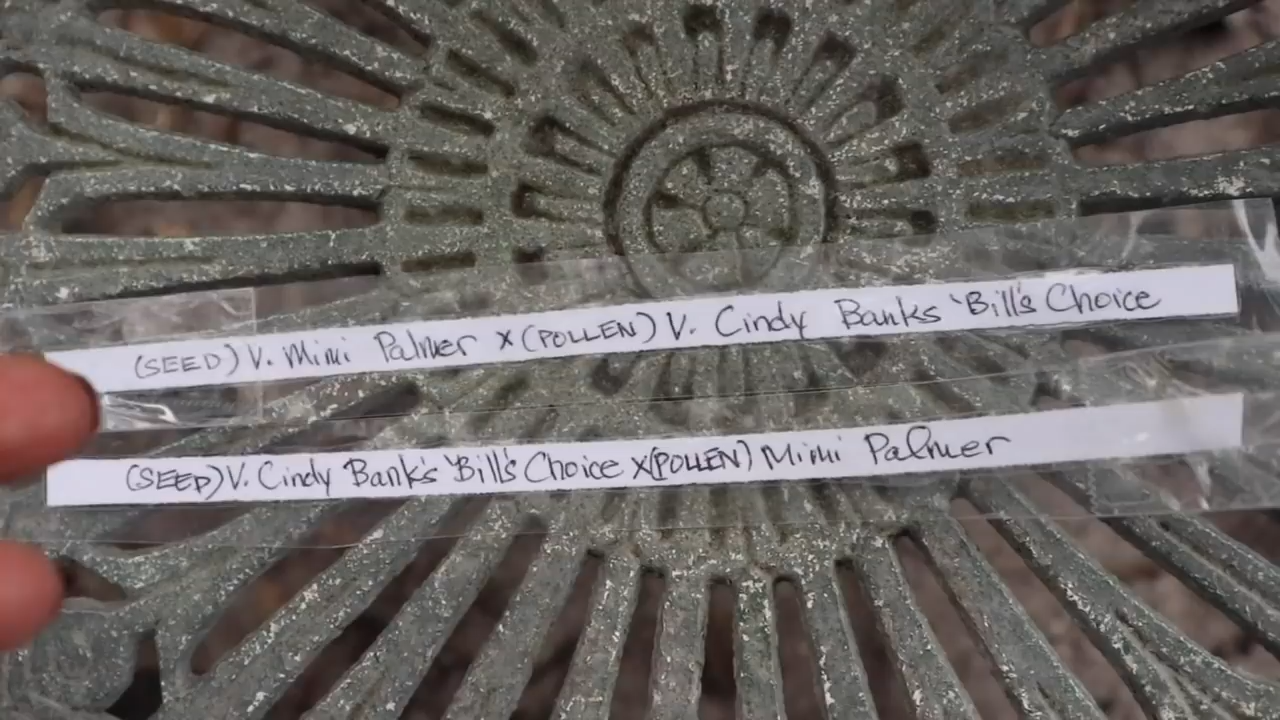 (SEED) V. Mimi Palmer x (POLLEN) V. Cindy Banks 'Bill's Choice
(SEED) V. Cindy Bank's 'Bill's Choice x (POLLEN) Mimi Palmer